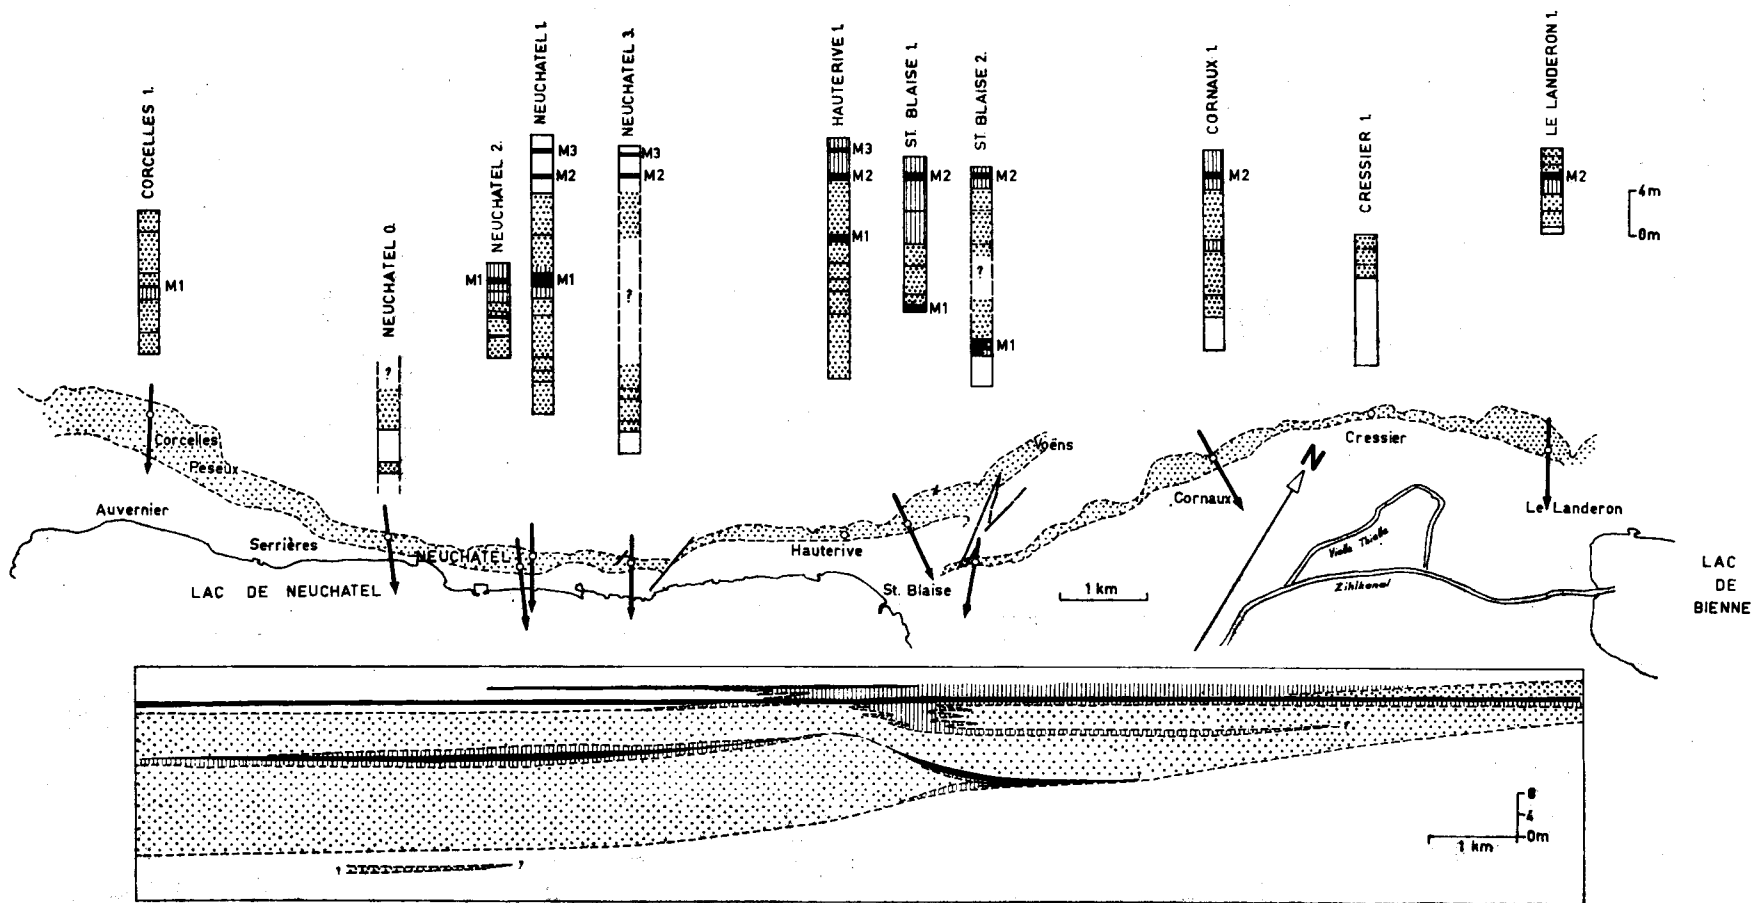 CORCELLES 1.
NEUCHATEL 0.
NEUCHATEL 2.
NEUCHATEL 1.
NEUCHATEL 3.
HAUTERIVE 1.
ST. BLAISE 1.
ST. BLAISE 2.
CORNAUX 1.
CRESSIER 1.
LE LANDERON 1.
M1
?
M1
M3
M2
M1
M3
M2
?
M3
M2
M1
M2
M1
M2
?
M1
M2
M2
4m
0m
Corcelles
Peseux
Auvernier
Serrières
NEUCHATEL
LAC DE NEUCHATEL
Hauterive
St. Blaise
Voëns
1 km
Cornaux
N
Cressier
Vieille Thielle
Zihlkanal
Le Landeron
LAC
DE
BIENNE
?
?
?
8
4
0m
1 km